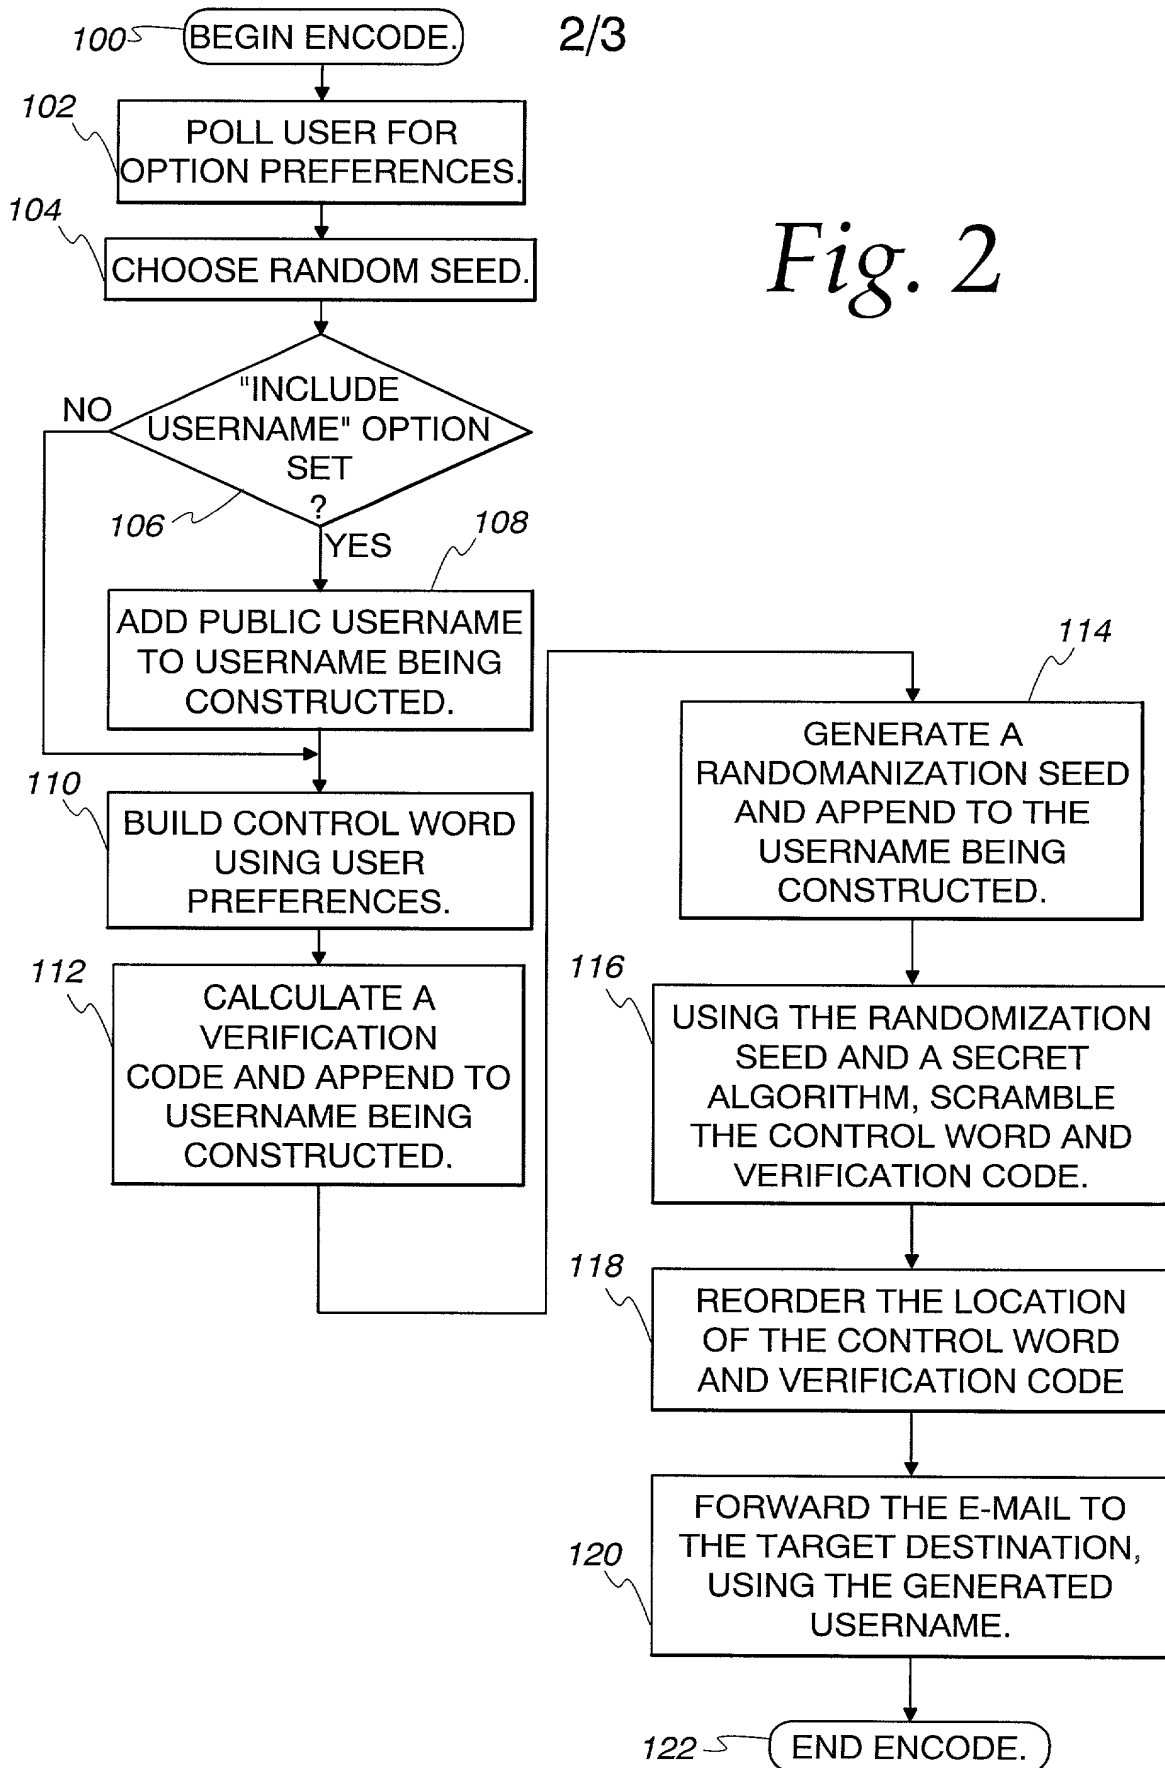 100
BEGIN ENCODE.
2/3
102
POLL USER FOR
OPTION PREFERENCES.
104
CHOOSE RANDOM SEED.
Fig. 2
"INCLUDE
USERNAME" OPTION
SET
?
NO
106
YES
108
ADD PUBLIC USERNAME
TO USERNAME BEING
CONSTRUCTED.
110
BUILD CONTROL WORD
USING USER
PREFERENCES.
112
CALCULATE A
VERIFICATION
CODE AND APPEND TO
USERNAME BEING
CONSTRUCTED.
114
GENERATE A
RANDOMANIZATION SEED
AND APPEND TO THE
USERNAME BEING
CONSTRUCTED.
116
USING THE RANDOMIZATION
SEED AND A SECRET
ALGORITHM, SCRAMBLE
THE CONTROL WORD AND
VERIFICATION CODE.
118
REORDER THE LOCATION
OF THE CONTROL WORD
AND VERIFICATION CODE
120
FORWARD THE E-MAIL TO
THE TARGET DESTINATION,
USING THE GENERATED
USERNAME.
122
END ENCODE.